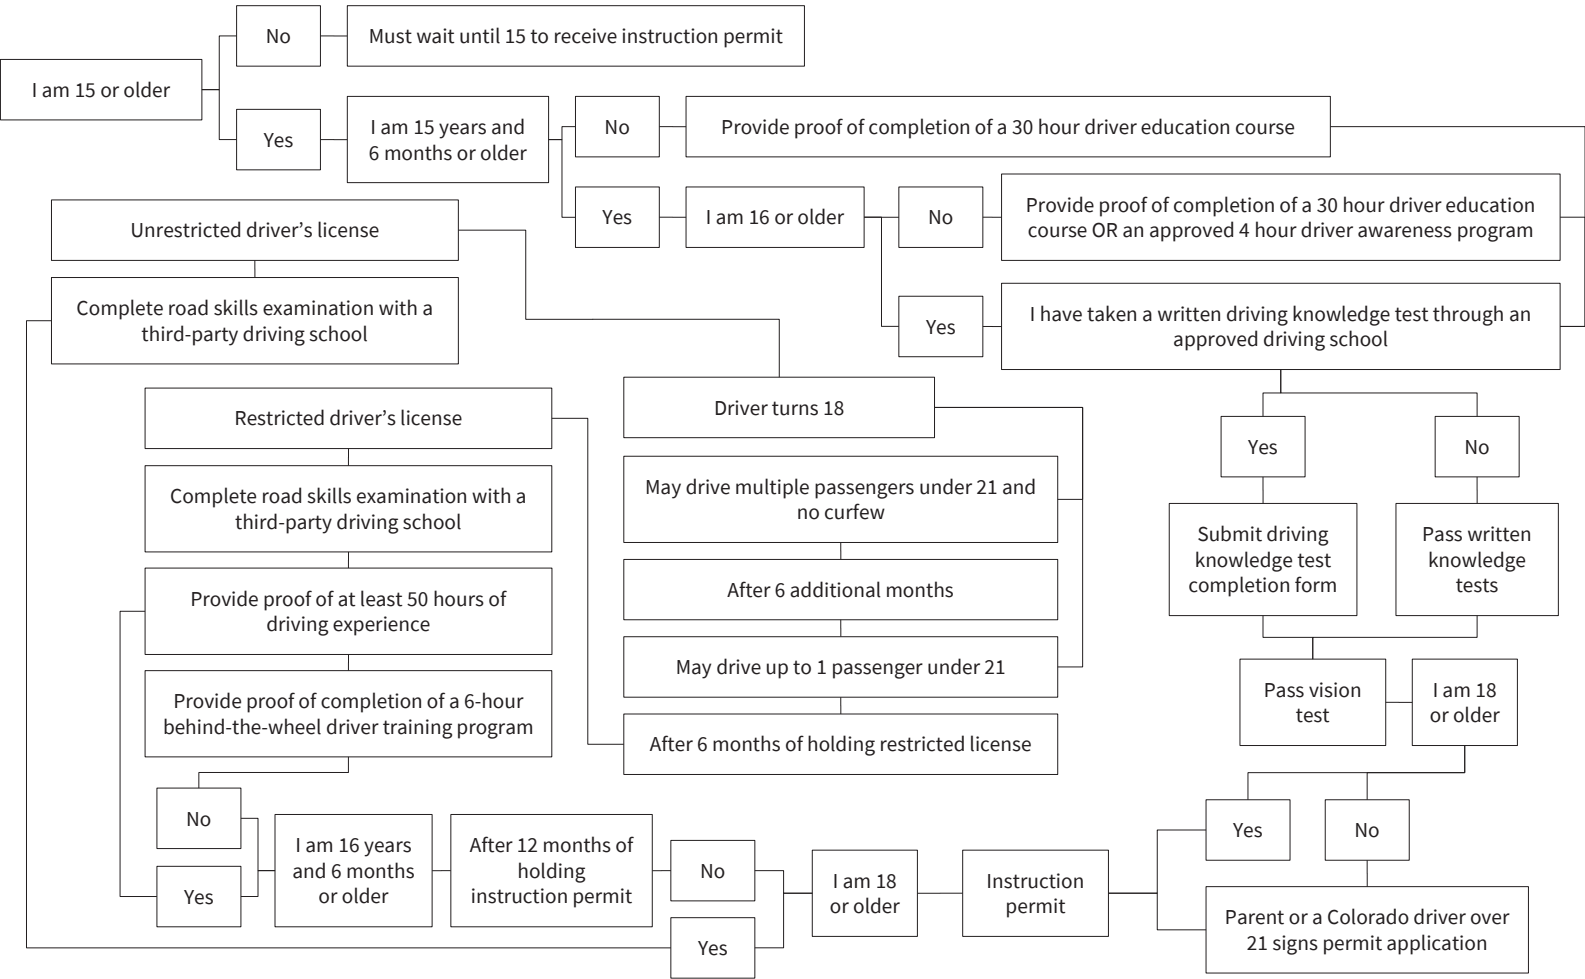 No
Must wait until 15 to receive instruction permit
I am 15 or older
Yes
I am 15 years and
6 months or older
No
Provide proof of completion of a 30 hour driver education course
Yes
I am 16 or older
No
Provide proof of completion of a 30 hour driver education
course OR an approved 4 hour driver awareness program
Yes
I have taken a written driving knowledge test through an
approved driving school
Yes
No
Submit driving
knowledge test
completion form
Pass written
knowledge
tests
Pass vision
test
I am 18
or older
Yes
No
Parent or a Colorado driver over
21 signs permit application
Instruction
permit
I am 18
or older
No
Yes
After 12 months of
holding
instruction permit
I am 16 years
and 6 months
or older
No
Yes
Provide proof of completion of a 6-hour
behind-the-wheel driver training program
Provide proof of at least 50 hours of
driving experience
Complete road skills examination with a
third-party driving school
Restricted driver’s license
After 6 months of holding restricted license
May drive up to 1 passenger under 21
After 6 additional months
May drive multiple passengers under 21 and
no curfew
Driver turns 18
Complete road skills examination with a
third-party driving school
Unrestricted driver’s license